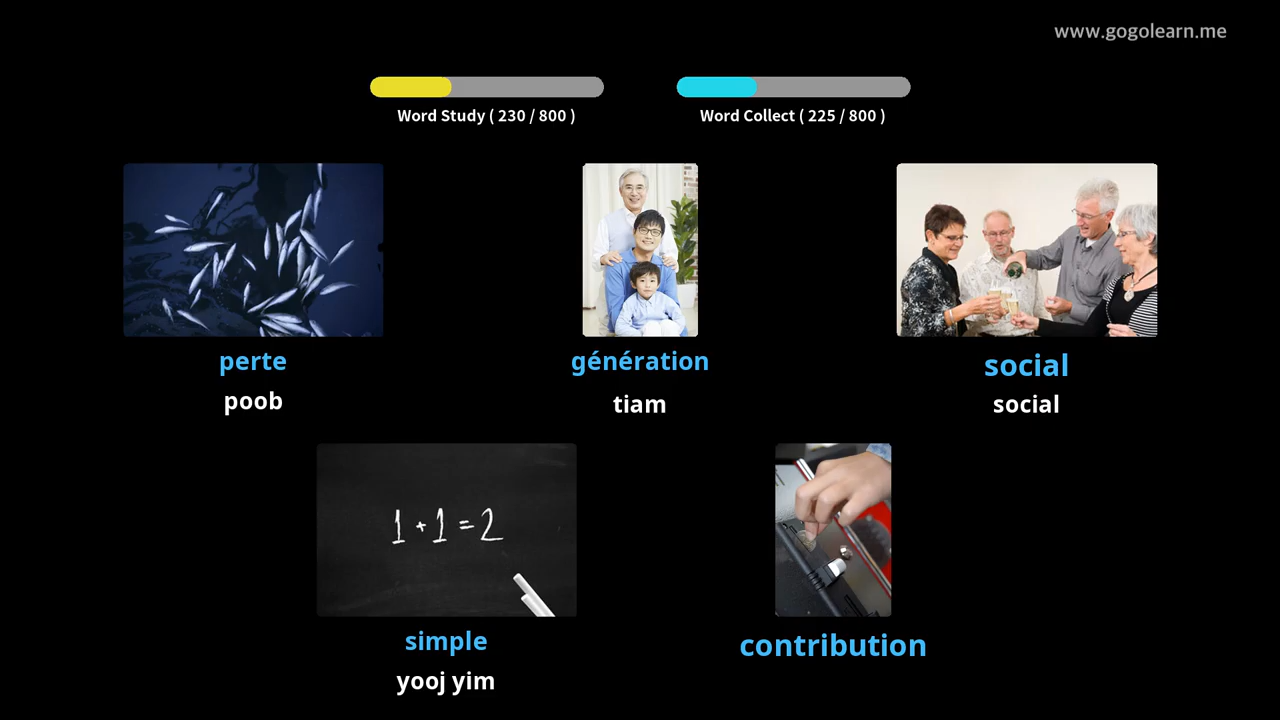 www.gogolearn.me
Word Study ( 230 / 800 )
Word Collect ( 225 / 800 )
perte
poob
génération
tiam
social
social
1 + 1 = 2
simple
yooj yim
contribution